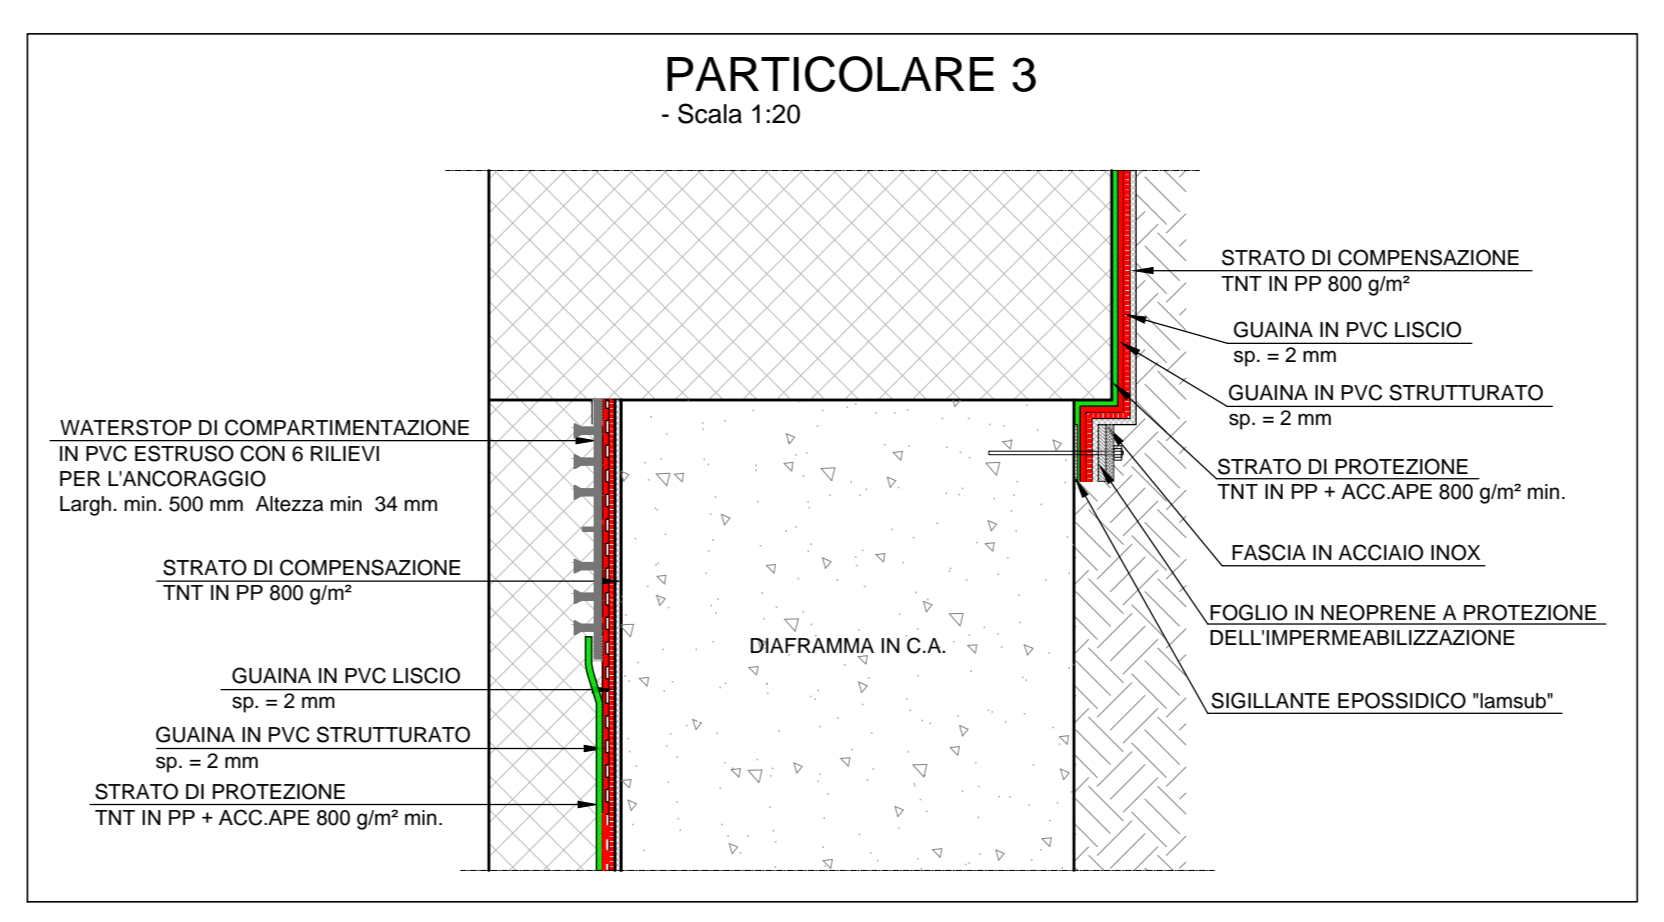 PARTICOLARE 3
- Scala 1:20
WATERSTOP DI COMPARTIMENTAZIONE
IN PVC ESTRUSO CON 6 RILIEVI
PER L'ANCORAGGIO
Largh. min. 500 mm Altezza min 34 mm
STRATO DI COMPENSAZIONE
TNT IN PP 800 g/m²
GUAINA IN PVC LISCIO
sp. = 2 mm
GUAINA IN PVC STRUTTURATO
sp. = 2 mm
STRATO DI PROTEZIONE
TNT IN PP + ACC.APE 800 g/m² min.
DIAFRAMMA IN C.A.
STRATO DI COMPENSAZIONE
TNT IN PP 800 g/m²
GUAINA IN PVC LISCIO
sp. = 2 mm
GUAINA IN PVC STRUTTURATO
sp. = 2 mm
STRATO DI PROTEZIONE
TNT IN PP + ACC.APE 800 g/m² min.
FASCIA IN ACCIAIO INOX
FOGLIO IN NEOPRENE A PROTEZIONE
DELL'IMPERMEABILIZZAZIONE
SIGILLANTE EPOSSIDICO "lamsub"